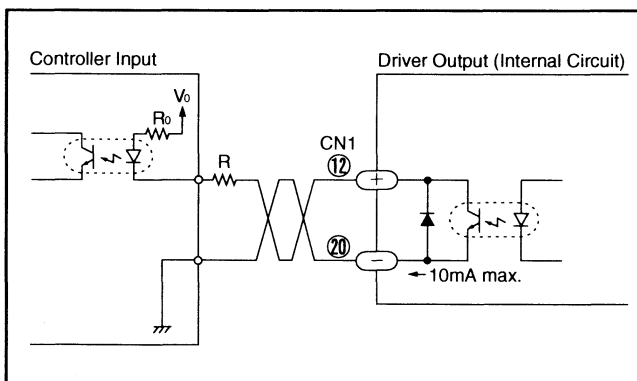 Controller Input
Driver Output (Internal Circuit)
V₀
R₀
CN1
R
⑫
+
⑳
−
←10mA max.